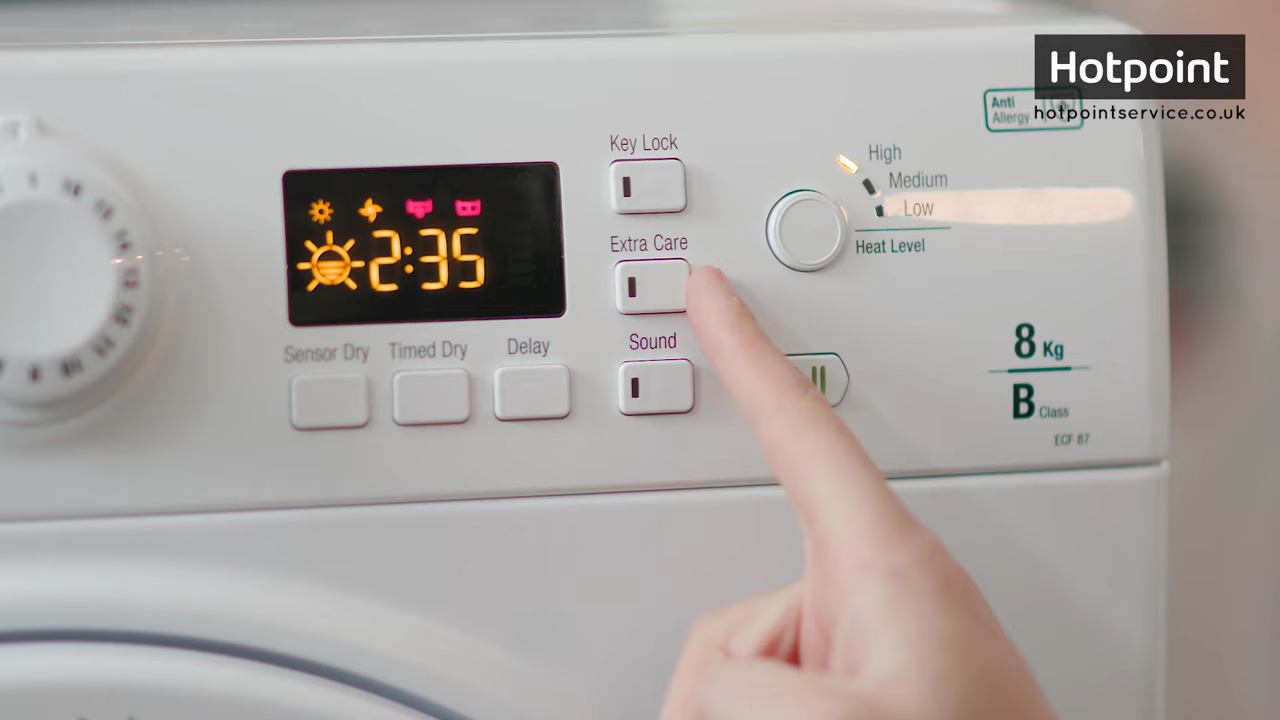 Hotpoint
hotpointservice.co.uk
Anti
Allergy
Key Lock
High
Medium
Low
Heat Level
2:35
Extra Care
Sensor Dry
Timed Dry
Delay
Sound
8 Kg
B Class
ECF 87